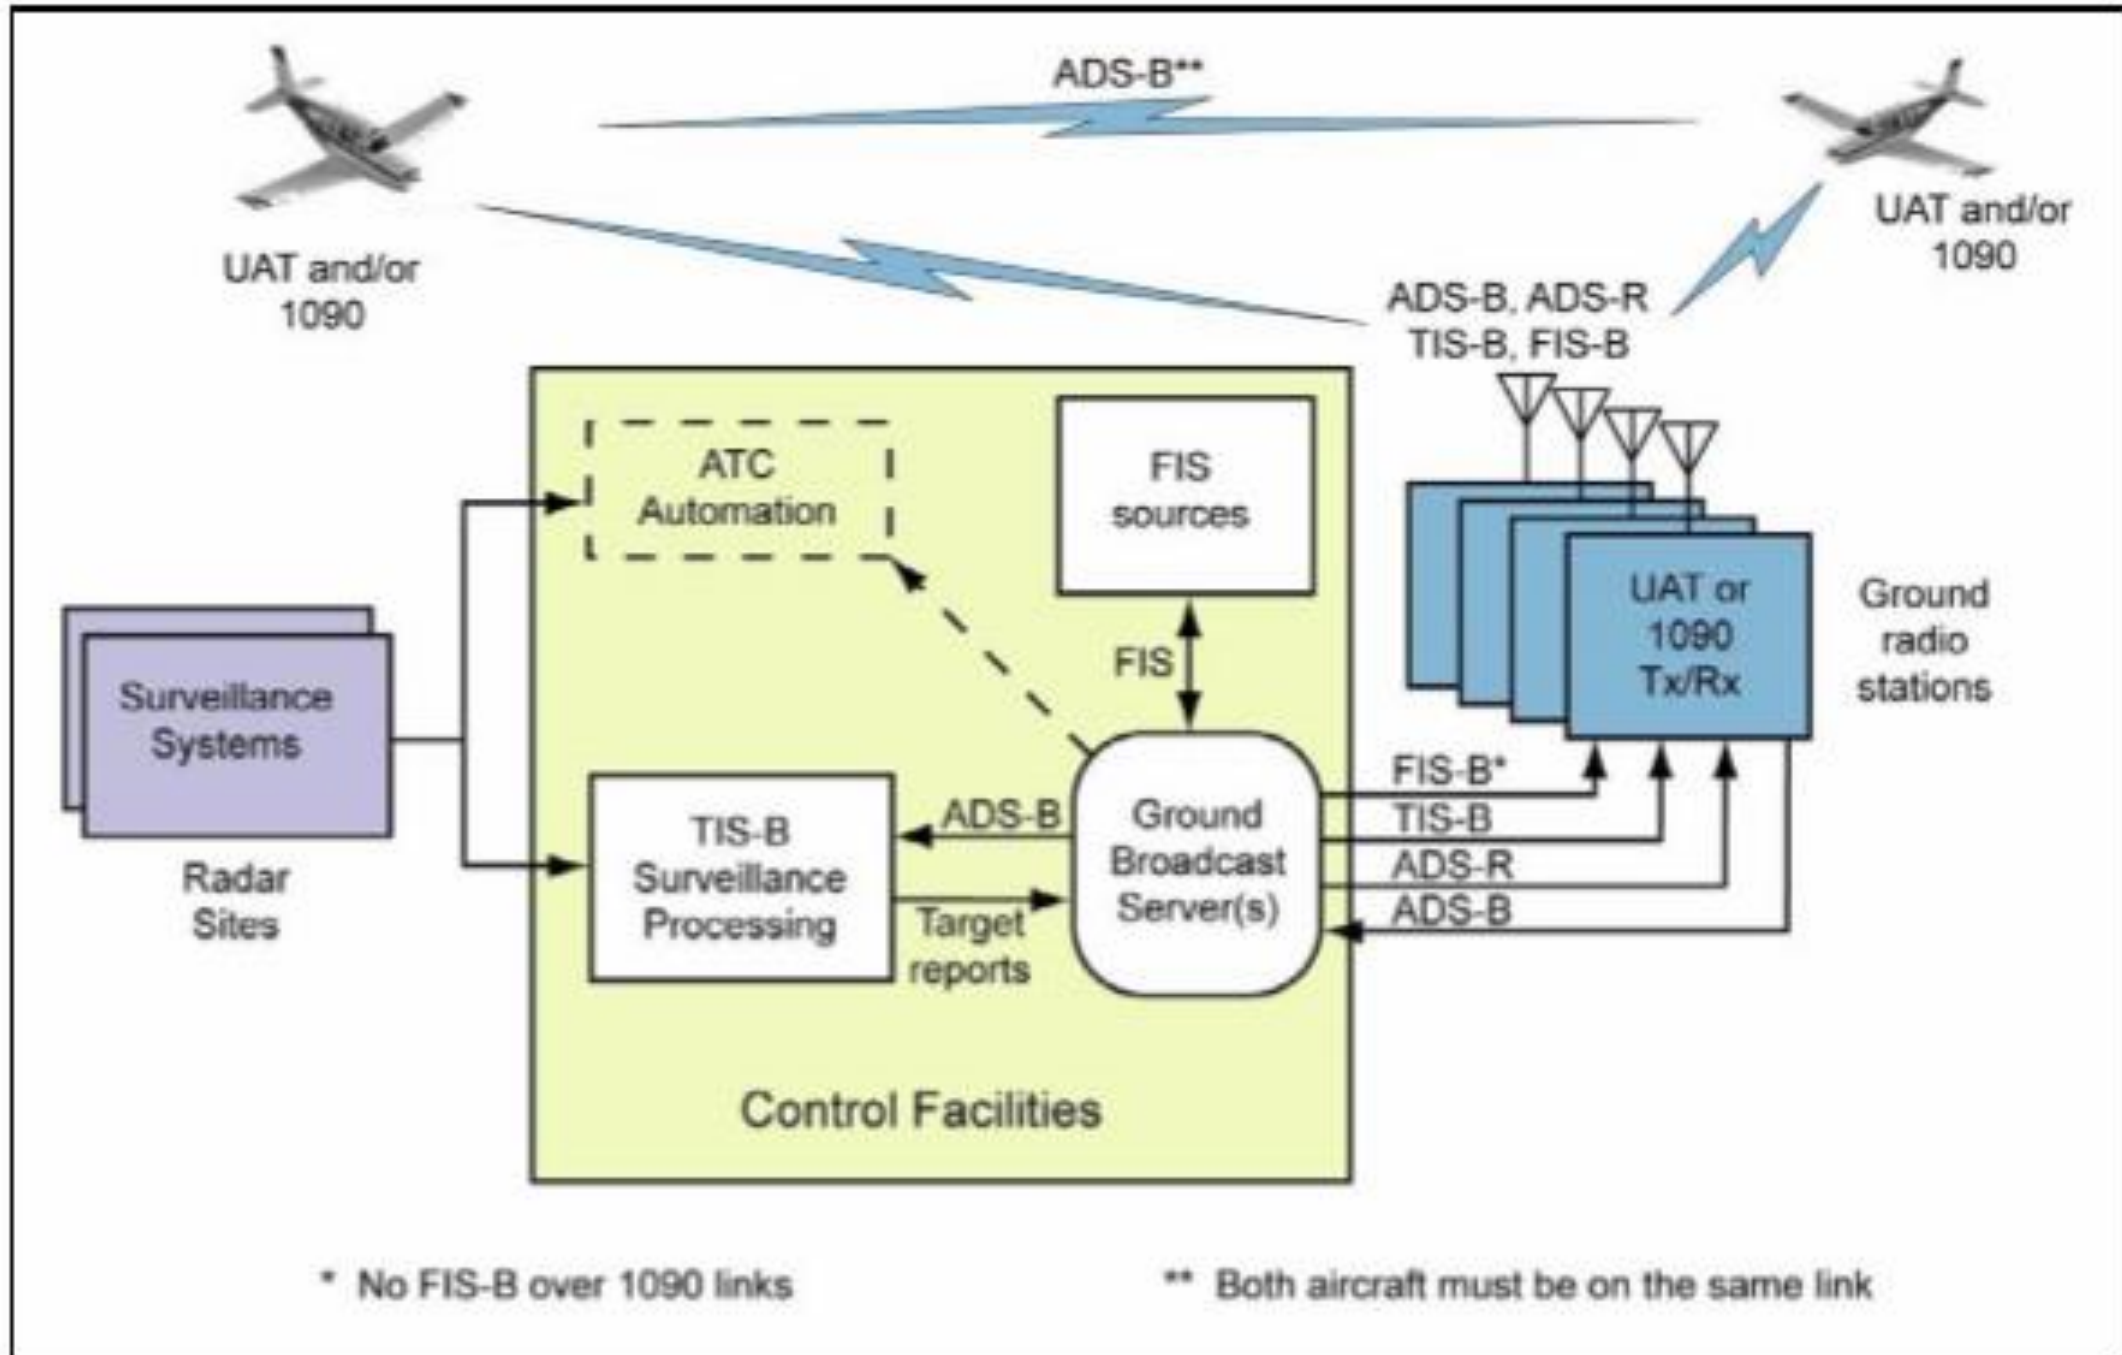 ADS-B**
UAT and/or
1090
UAT and/or
1090
ADS-B, ADS-R
TIS-B, FIS-B
ATC
Automation
FIS
sources
UAT or
1090
Tx/Rx
Ground
radio
stations
Surveillance
Systems
Radar
Sites
FIS
TIS-B
Surveillance
Processing
ADS-B
Target
reports
Ground
Broadcast
Server(s)
FIS-B*
TIS-B
ADS-R
ADS-B
Control Facilities
* No FIS-B over 1090 links
** Both aircraft must be on the same link